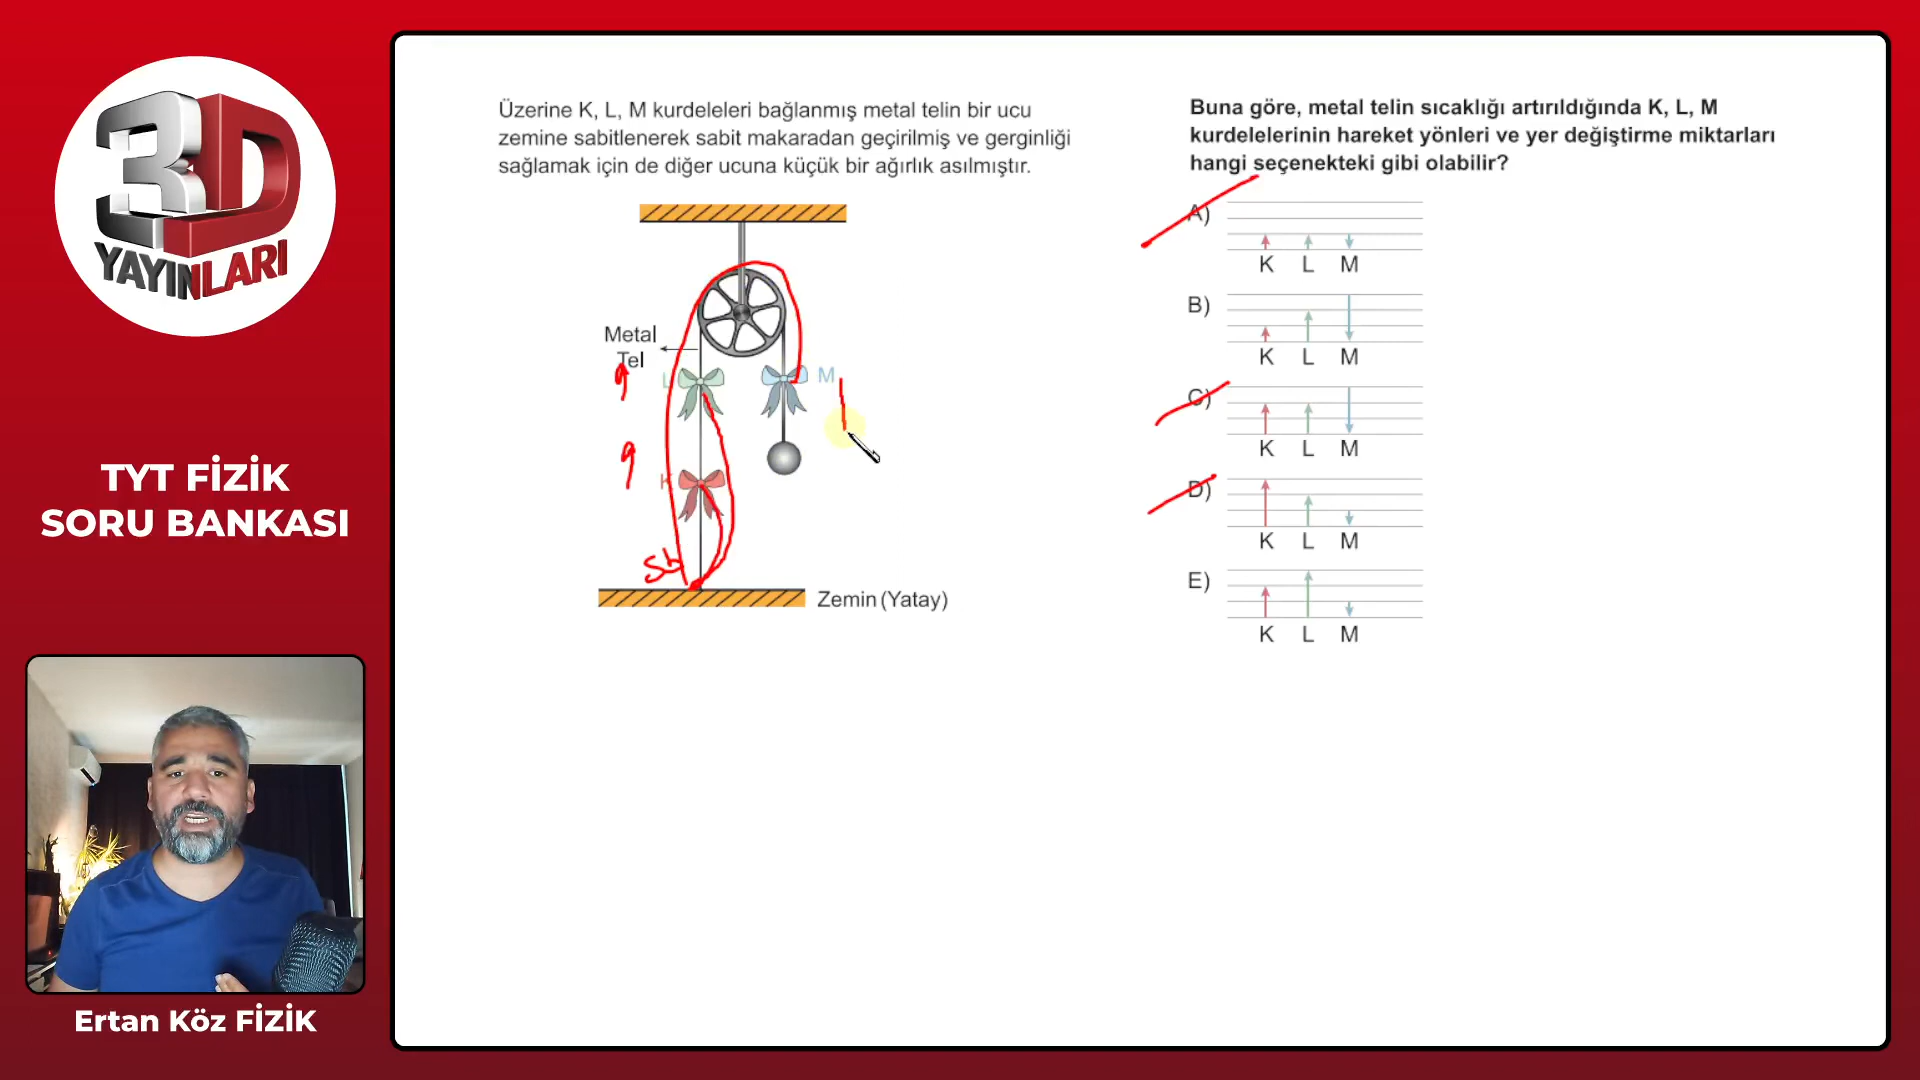 3D
YAYINLARI
TYT FİZİK
SORU BANKASI
Ertan Köz FİZİK
Üzerine K, L, M kurdeleleri bağlanmış metal telin bir ucu
zemine sabitlenerek sabit makaradan geçirilmiş ve gerginliği
sağlamak için de diğer ucuna küçük bir ağırlık asılmıştır.
Metal
Tel
L
M
K
Sb
Zemin (Yatay)
Buna göre, metal telin sıcaklığı artırıldığında K, L, M
kurdelelerinin hareket yönleri ve yer değiştirme miktarları
hangi seçenekteki gibi olabilir?
A)
K L M
B)
K L M
C)
K L M
D)
K L M
E)
K L M